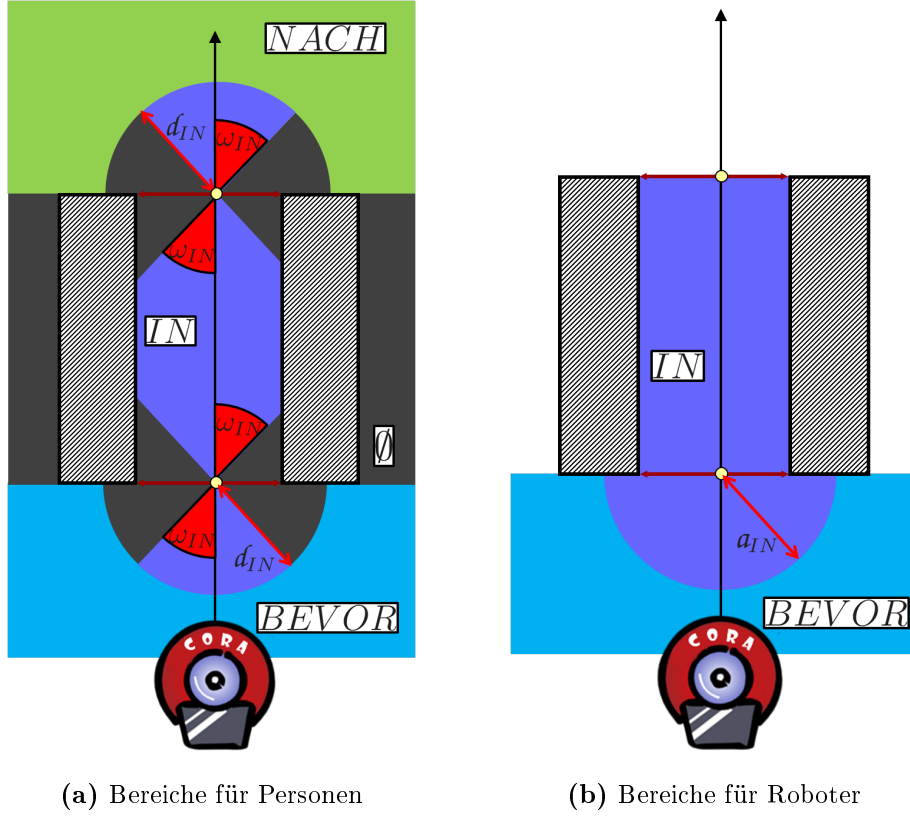 NACH
d_IN
ω_IN
ω_IN
IN
ω_IN
∅
ω_IN
d_IN
BEVOR
CORA
(a) Bereiche für Personen
IN
a_IN
BEVOR
CORA
(b) Bereiche für Roboter